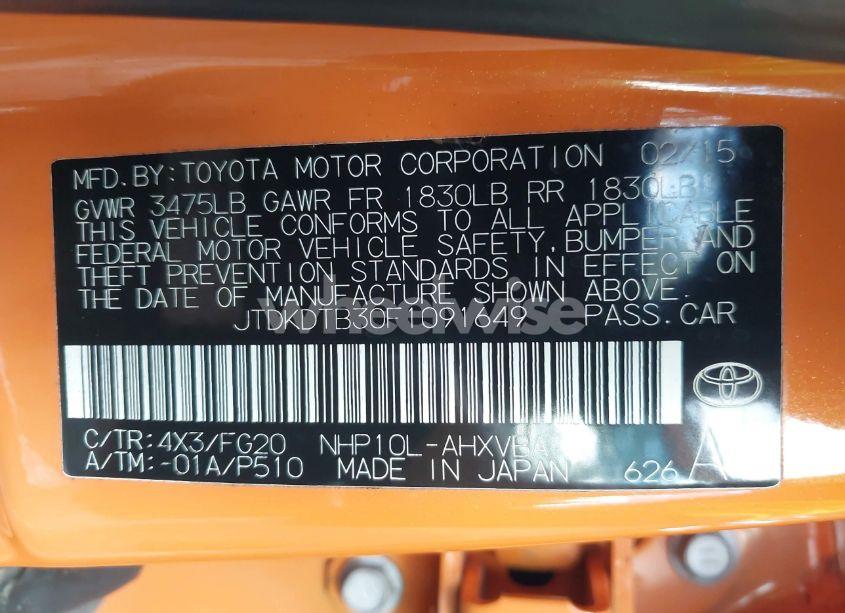 MFD.BY: TOYOTA MOTOR CORPORATION 02/15
GVWR 3475LB GAWR FR 1830LB RR 1830LB
THIS VEHICLE CONFORMS TO ALL APPLICABLE
FEDERAL MOTOR VEHICLE SAFETY, BUMPER, AND
THEFT PREVENTION STANDARDS IN EFFECT ON
THE DATE OF MANUFACTURE SHOWN ABOVE.
wheelwise
PASS.CAR
C/TR: 4X3/FG20 NHP10L-AHXVBA
A/TM: -01A/P510 MADE IN JAPAN 626 A